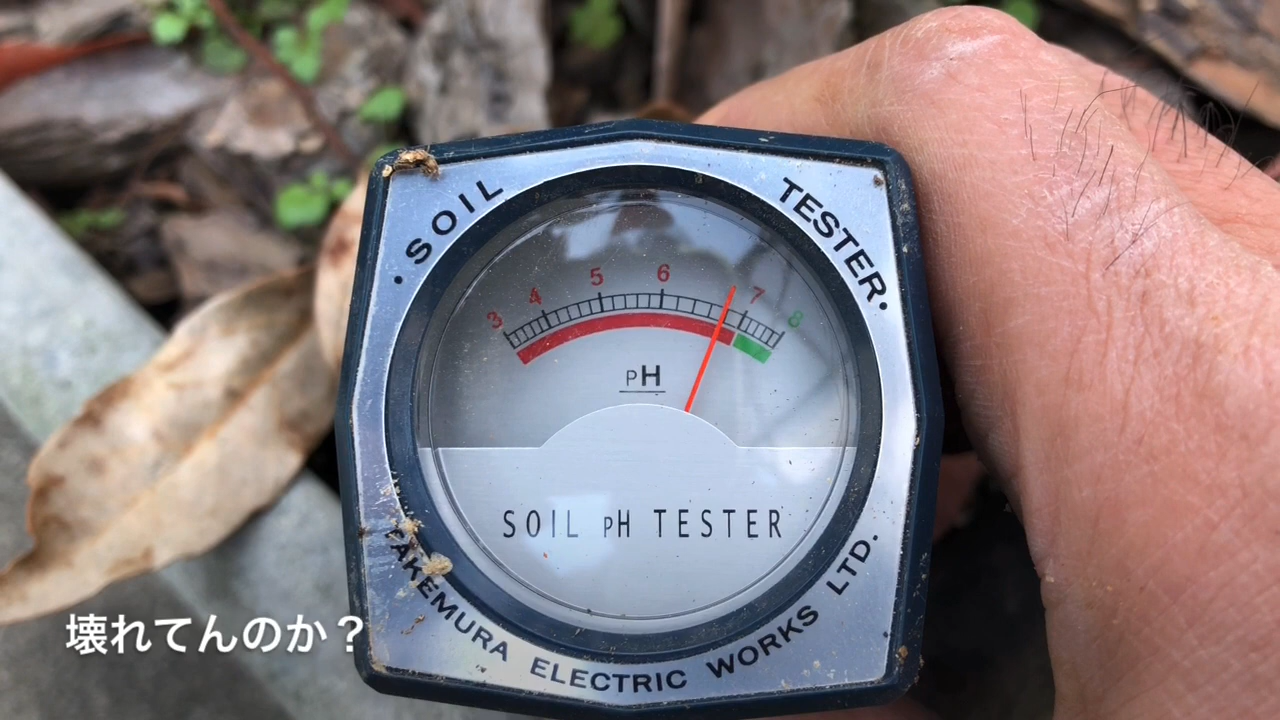 • SOIL TESTER •
3 4 5 6 7 8
pH
SOIL pH TESTER
TAKEMURA ELECTRIC WORKS LTD.
壊れてんのか？